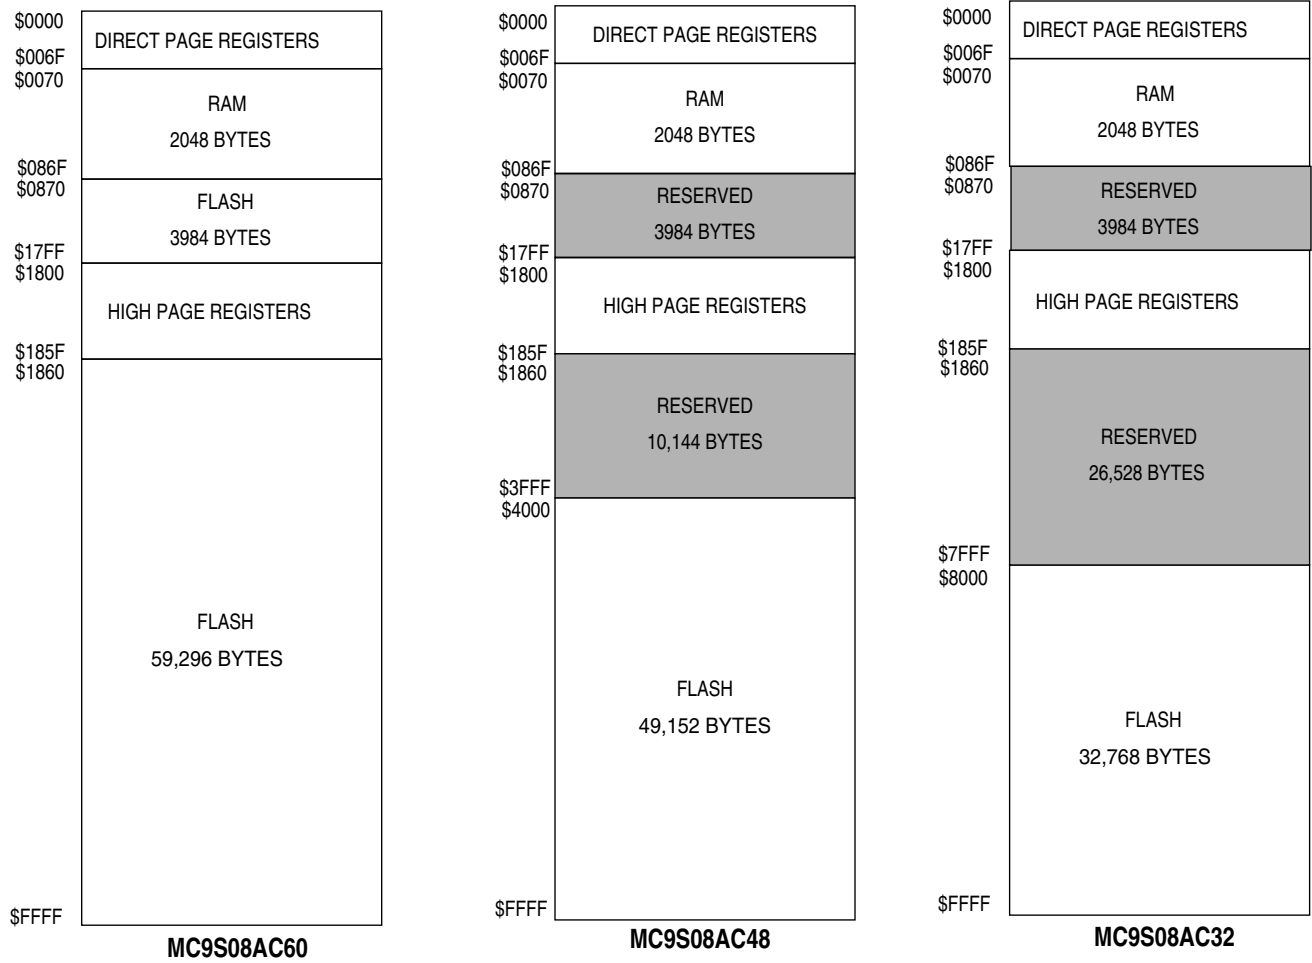 $0000
DIRECT PAGE REGISTERS
$006F
$0070
RAM
2048 BYTES
$086F
$0870
FLASH
3984 BYTES
$17FF
$1800
HIGH PAGE REGISTERS
$185F
$1860
FLASH
59,296 BYTES
$FFFF
MC9S08AC60
$0000
DIRECT PAGE REGISTERS
$006F
$0070
RAM
2048 BYTES
$086F
$0870
RESERVED
3984 BYTES
$17FF
$1800
HIGH PAGE REGISTERS
$185F
$1860
RESERVED
10,144 BYTES
$3FFF
$4000
FLASH
49,152 BYTES
$FFFF
MC9S08AC48
$0000
DIRECT PAGE REGISTERS
$006F
$0070
RAM
2048 BYTES
$086F
$0870
RESERVED
3984 BYTES
$17FF
$1800
HIGH PAGE REGISTERS
$185F
$1860
RESERVED
26,528 BYTES
$7FFF
$8000
FLASH
32,768 BYTES
$FFFF
MC9S08AC32